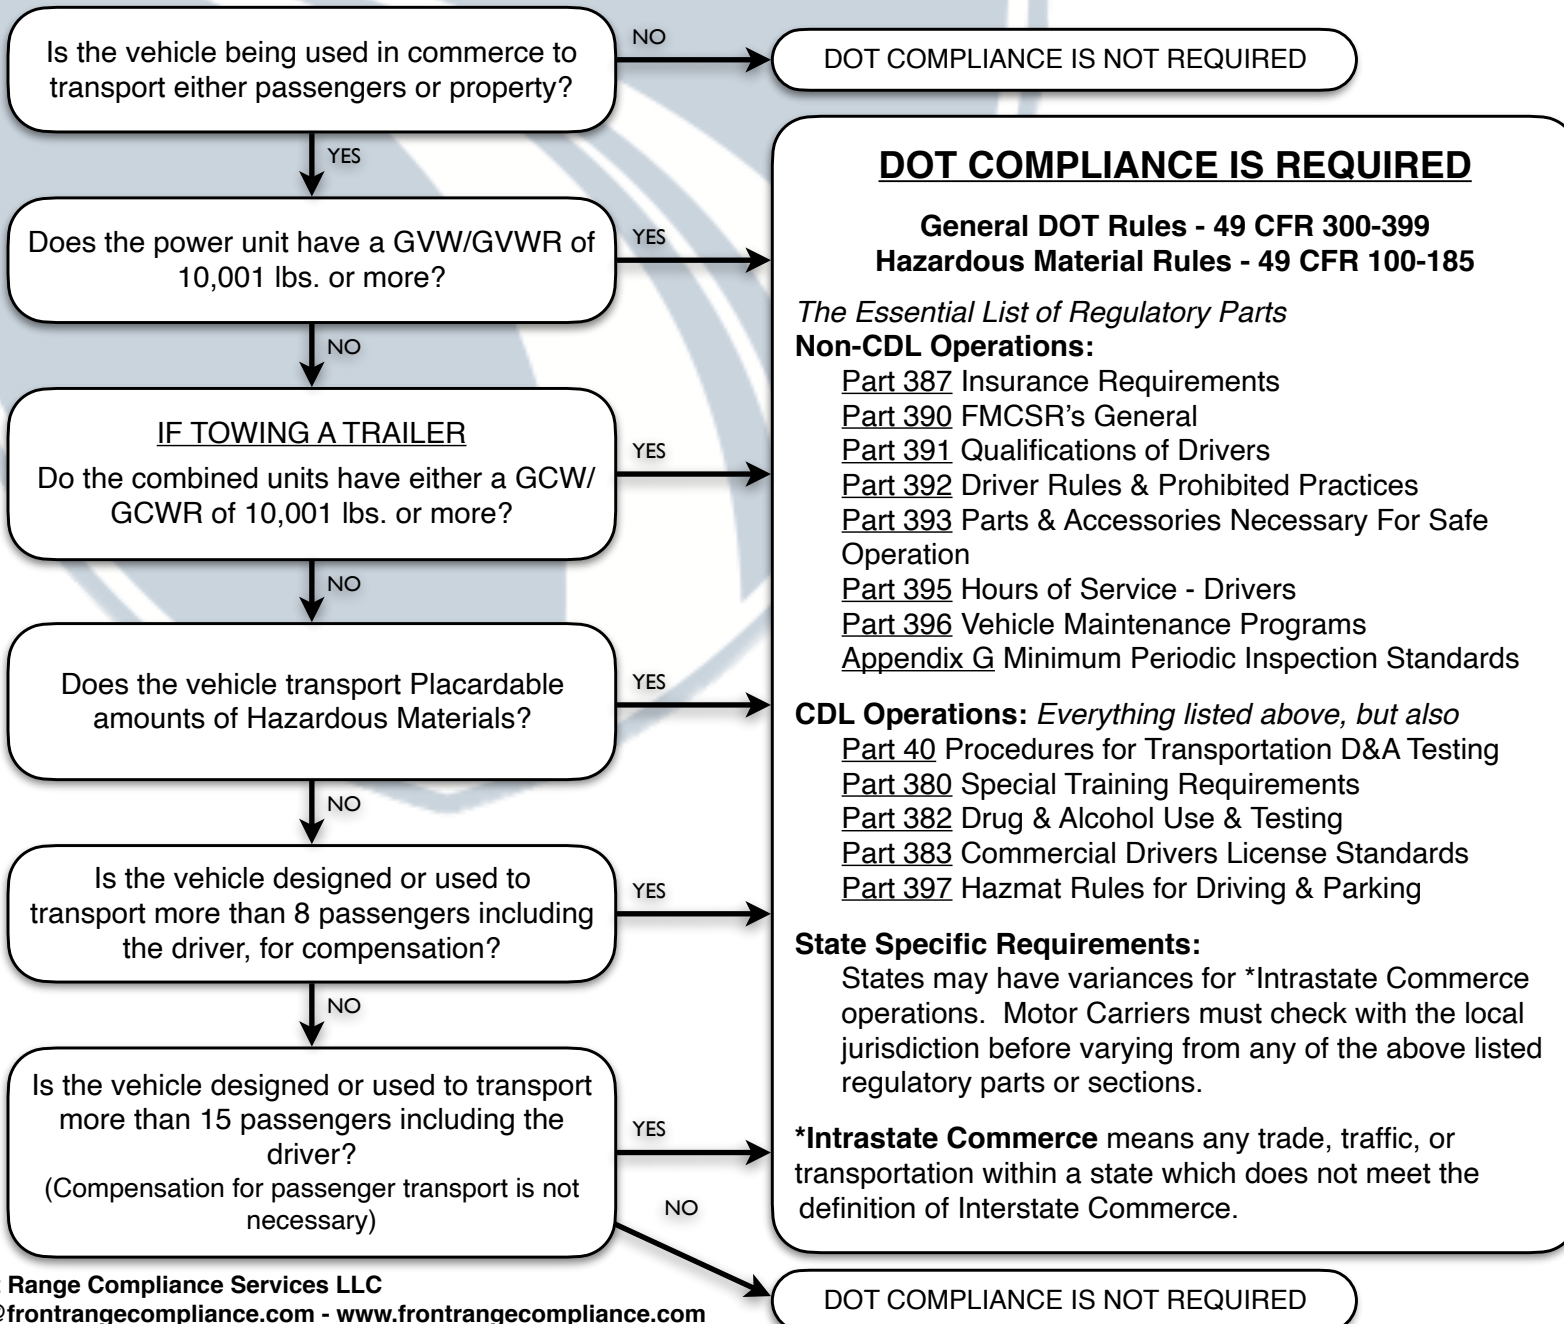 Is the vehicle being used in commerce to
transport either passengers or property?
NO
DOT COMPLIANCE IS NOT REQUIRED
YES
Does the power unit have a GVW/GVWR of
10,001 lbs. or more?
YES
NO
IF TOWING A TRAILER
Do the combined units have either a GCW/
GCWR of 10,001 lbs. or more?
YES
NO
Does the vehicle transport Placardable
amounts of Hazardous Materials?
YES
NO
Is the vehicle designed or used to
transport more than 8 passengers including
the driver, for compensation?
YES
NO
Is the vehicle designed or used to transport
more than 15 passengers including the
driver?
(Compensation for passenger transport is not
necessary)
YES
NO
DOT COMPLIANCE IS REQUIRED
General DOT Rules - 49 CFR 300-399
Hazardous Material Rules - 49 CFR 100-185
The Essential List of Regulatory Parts
Non-CDL Operations:
Part 387 Insurance Requirements
Part 390 FMCSR's General
Part 391 Qualifications of Drivers
Part 392 Driver Rules & Prohibited Practices
Part 393 Parts & Accessories Necessary For Safe
Operation
Part 395 Hours of Service - Drivers
Part 396 Vehicle Maintenance Programs
Appendix G Minimum Periodic Inspection Standards
CDL Operations: Everything listed above, but also
Part 40 Procedures for Transportation D&A Testing
Part 380 Special Training Requirements
Part 382 Drug & Alcohol Use & Testing
Part 383 Commercial Drivers License Standards
Part 397 Hazmat Rules for Driving & Parking
State Specific Requirements:
States may have variances for *Intrastate Commerce
operations. Motor Carriers must check with the local
jurisdiction before varying from any of the above listed
regulatory parts or sections.
*Intrastate Commerce means any trade, traffic, or
transportation within a state which does not meet the
definition of Interstate Commerce.
DOT COMPLIANCE IS NOT REQUIRED
Range Compliance Services LLC
@frontrangecompliance.com - www.frontrangecompliance.com